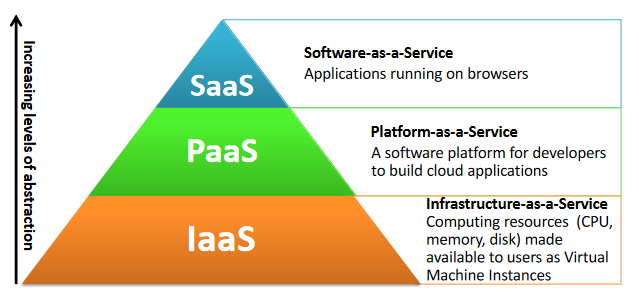 Increasing levels of abstraction
SaaS
Software-as-a-Service
Applications running on browsers
PaaS
Platform-as-a-Service
A software platform for developers
to build cloud applications
IaaS
Infrastructure-as-a-Service
Computing resources (CPU,
memory, disk) made
available to users as Virtual
Machine Instances